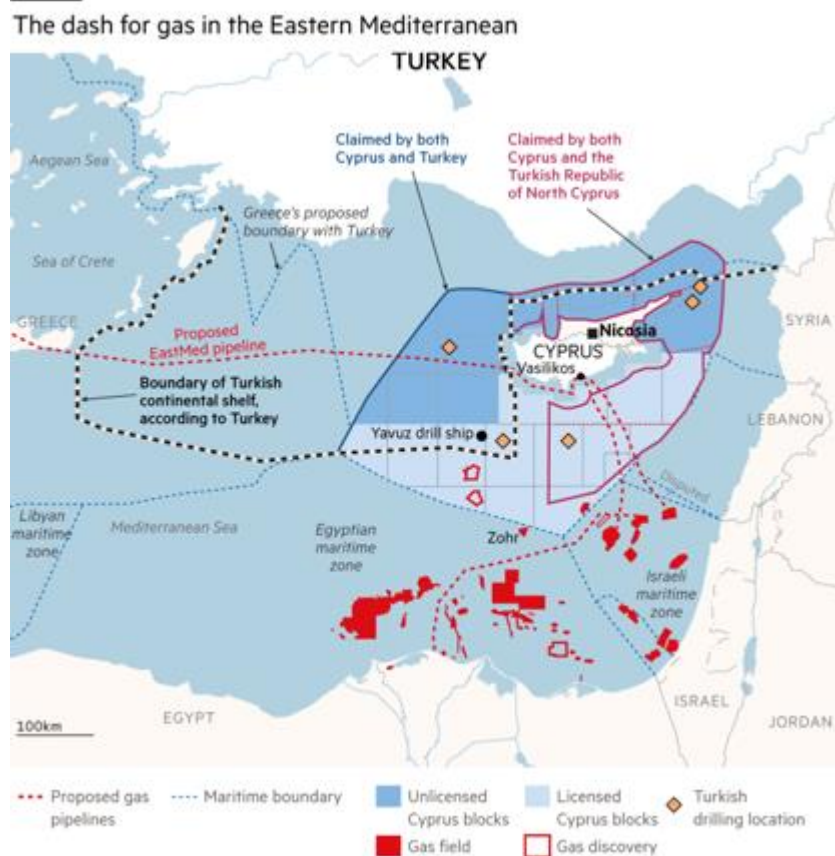 The dash for gas in the Eastern Mediterranean
TURKEY
Claimed by both
Cyprus and Turkey
Claimed by both
Cyprus and the
Turkish Republic
of North Cyprus
Aegean Sea
Greece's proposed
boundary with Turkey
Sea of Crete
GREECE
Proposed
EastMed pipeline
Nicosia
CYPRUS
Vasilikos
SYRIA
Boundary of Turkish
continental shelf,
according to Turkey
Yavuz drill ship
LEBANON
Disputed
Libyan
maritime
zone
Mediterranean Sea
Egyptian
maritime
zone
Zohr
Israeli
maritime
zone
100km
EGYPT
ISRAEL
JORDAN
Proposed gas
pipelines
Maritime boundary
Unlicensed
Cyprus blocks
Licensed
Cyprus blocks
Turkish
drilling location
Gas field
Gas discovery